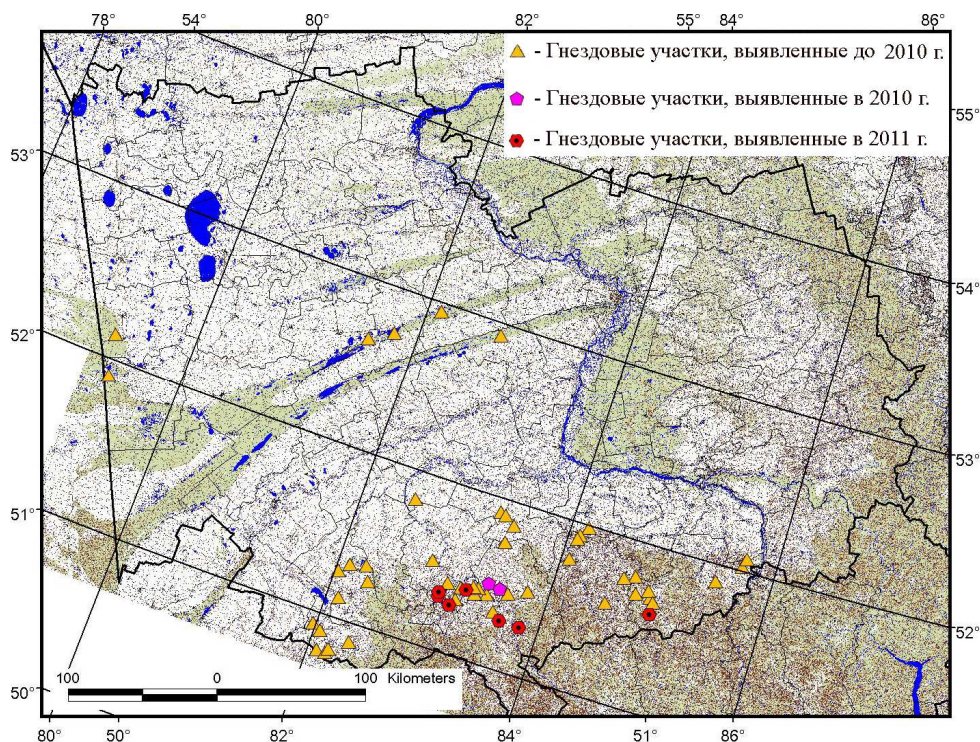 78° 54° 80° 82° 55° 84° 86°
- Гнездовые участки, выявленные до 2010 г.
- Гнездовые участки, выявленные в 2010 г.
- Гнездовые участки, выявленные в 2011 г.
55°
53°
54°
52°
53°
51°
52°
50°
100 0 100 Kilometers
80° 50° 82° 84° 51° 86°